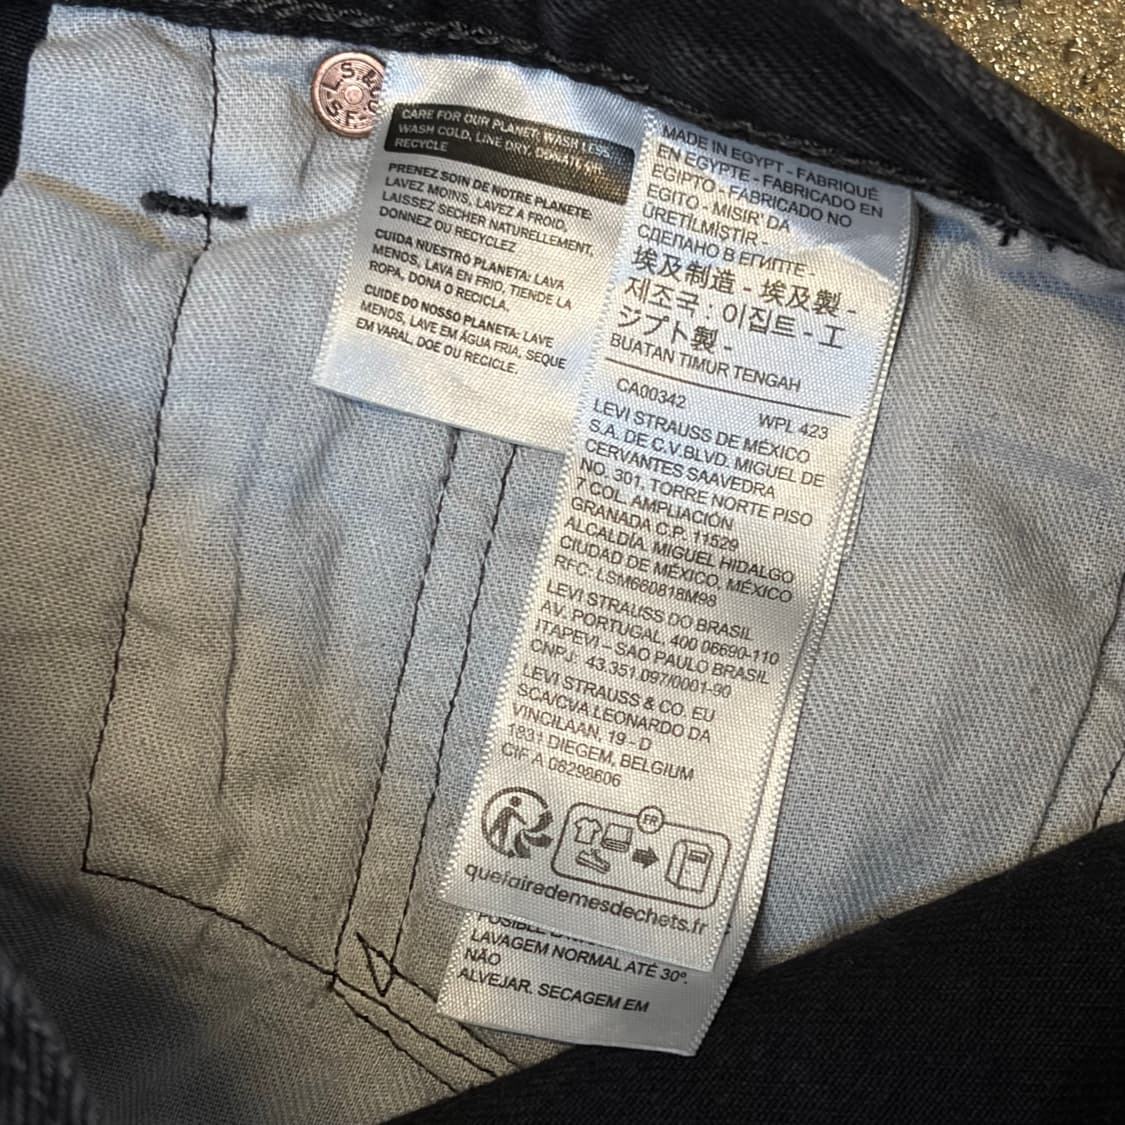 L.S.&CO
S.F.
CARE FOR OUR PLANET: WASH LESS,
WASH COLD, LINE DRY, DONATE OR
RECYCLE
PRENEZ SOIN DE NOTRE PLANETE:
LAVEZ MOINS, LAVEZ A FROID,
LAISSEZ SECHER NATURELLEMENT,
DONNEZ OU RECYCLEZ
CUIDA NUESTRO PLANETA: LAVA
MENOS, LAVA EN FRIO, TIENDE LA
ROPA, DONA O RECICLA.
CUIDE DO NOSSO PLANETA: LAVE
MENOS, LAVE EM ÁGUA FRIA, SEQUE
EM VARAL, DOE OU RECICLE.
MADE IN EGYPT - FABRIQUÉ
EN EGYPTE - FABRICADO EN
EGIPTO - FABRICADO NO
EGITO - MISIR' DA
ÜRETİLMİSTİR -
СДЕЛАНО В ЕГИПТЕ -
埃及制造 - 埃及製 -
제조국 : 이집트 - エ
ジプト製 -
BUATAN TIMUR TENGAH
CA00342 WPL 423
LEVI STRAUSS DE MÉXICO
S.A. DE C.V.BLVD. MIGUEL DE
CERVANTES SAAVEDRA
NO. 301, TORRE NORTE PISO
7 COL. AMPLIACIÓN
GRANADA C.P. 11529
ALCALDÍA. MIGUEL HIDALGO
CIUDAD DE MÉXICO, MÉXICO
RFC: LSM660818M98
LEVI STRAUSS DO BRASIL
AV. PORTUGAL, 400 06690-110
ITAPEVI – SAO PAULO BRASIL
CNPJ: 43.351.097/0001-90
LEVI STRAUSS & CO. EU
SCA/CVA LEONARDO DA
VINCILAAN, 19 - D
1831 DIEGEM, BELGIUM
CIF A 08298606
FR
quefairedemesdechets.fr
LAVAGEM NORMAL ATÉ 30º.
NÃO
ALVEJAR. SECAGEM EM